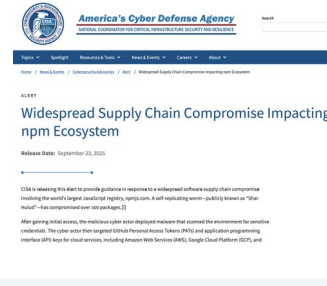 America's Cyber Defense Agency
NATIONAL COORDINATOR FOR CRITICAL INFRASTRUCTURE SECURITY AND RESILIENCE
Search
Topics Spotlight Resources & Tools News & Events Careers About
Home / News & Events / Cybersecurity Advisories / Alert / Widespread Supply Chain Compromise Impacting npm Ecosystem
ALERT
Widespread Supply Chain Compromise Impacting
npm Ecosystem
Release Date: September 23, 2025
CISA is releasing this Alert to provide guidance in response to a widespread software supply chain compromise
involving the world's largest JavaScript registry, npmjs.com. A self-replicating worm—publicly known as "Shai-
Hulud"—has compromised over 500 packages.[i]
After gaining initial access, the malicious cyber actor deployed malware that scanned the environment for sensitive
credentials. The cyber actor then targeted GitHub Personal Access Tokens (PATs) and application programming
interface (API) keys for cloud services, including Amazon Web Services (AWS), Google Cloud Platform (GCP), and